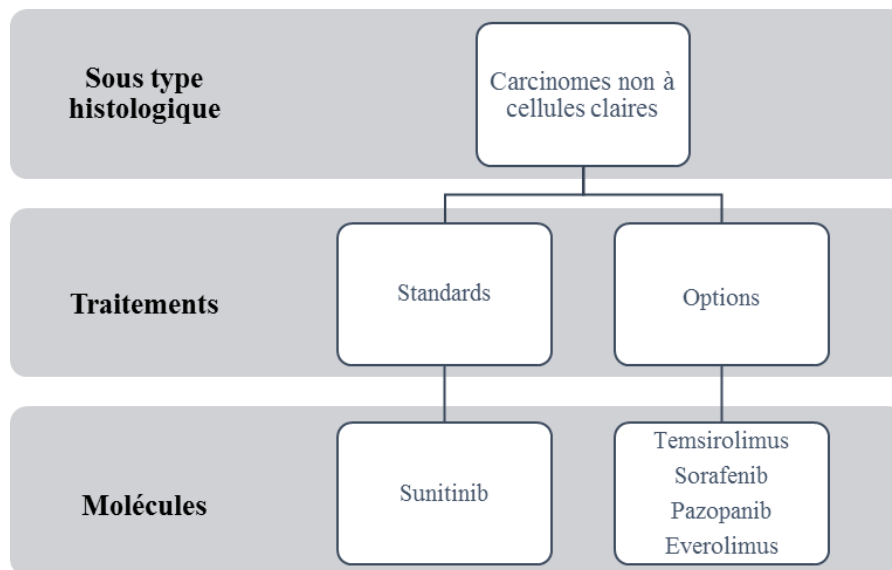 Sous type
histologique
Carcinomes non à
cellules claires
Traitements
Standards
Options
Molécules
Sunitinib
Temsirolimus
Sorafenib
Pazopanib
Everolimus